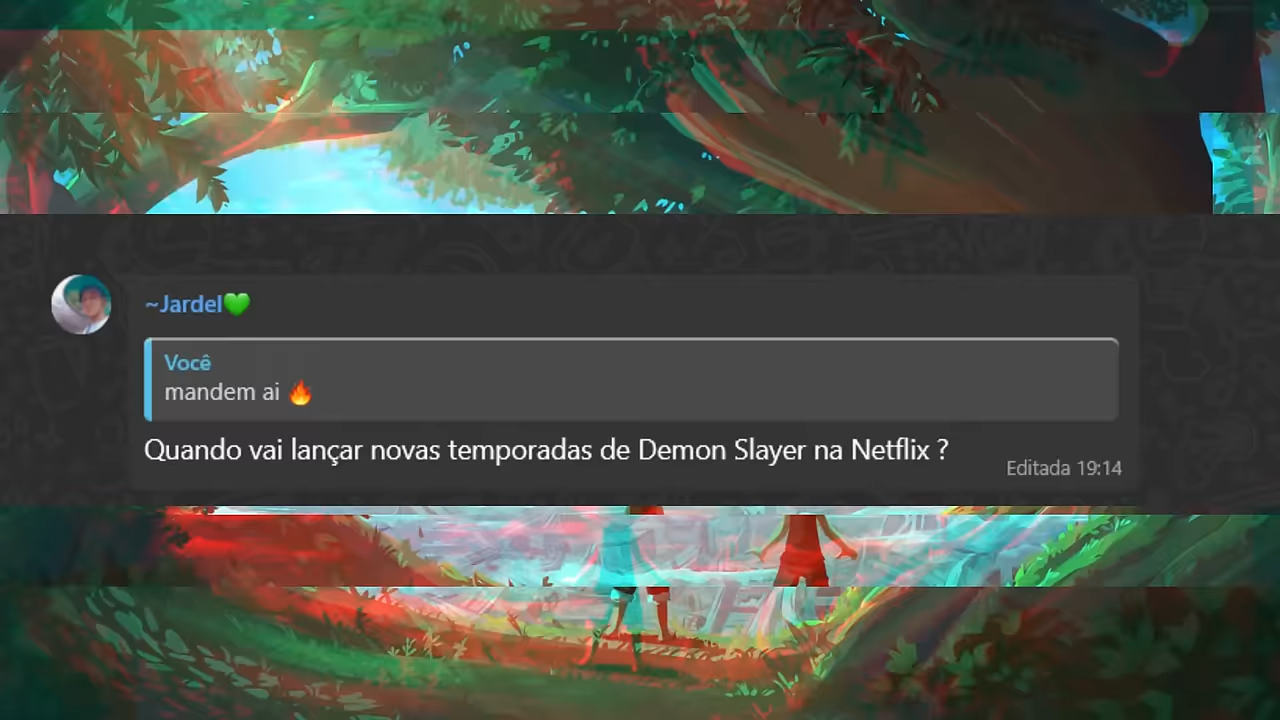 ~Jardel💚
Você
mandem ai 🔥
Quando vai lançar novas temporadas de Demon Slayer na Netflix ?
Editada 19:14